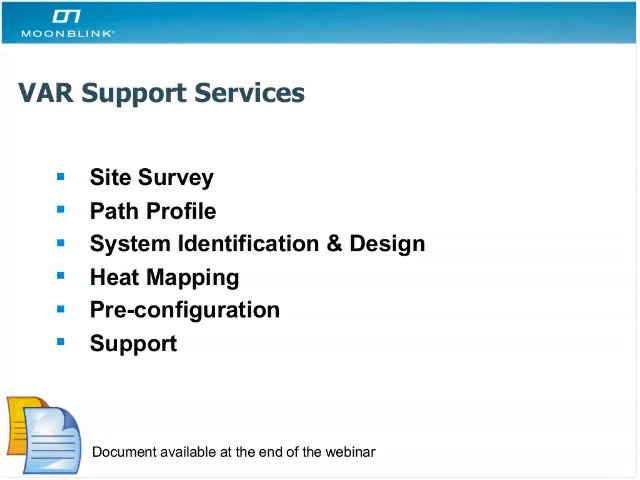 MOONBLINK
VAR Support Services
Site Survey
Path Profile
System Identification & Design
Heat Mapping
Pre-configuration
Support
Document available at the end of the webinar